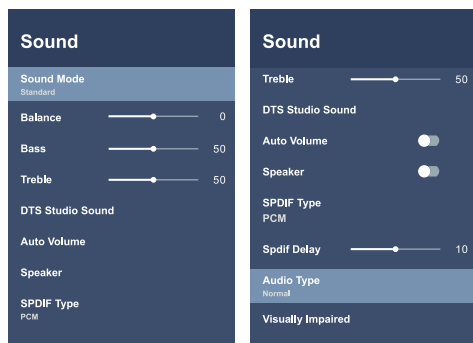 Sound
Sound Mode
Standard
Balance 0
Bass 50
Treble 50
DTS Studio Sound
Auto Volume
Speaker
SPDIF Type
PCM
Sound
Treble 50
DTS Studio Sound
Auto Volume
Speaker
SPDIF Type
PCM
Spdif Delay 10
Audio Type
Normal
Visually Impaired